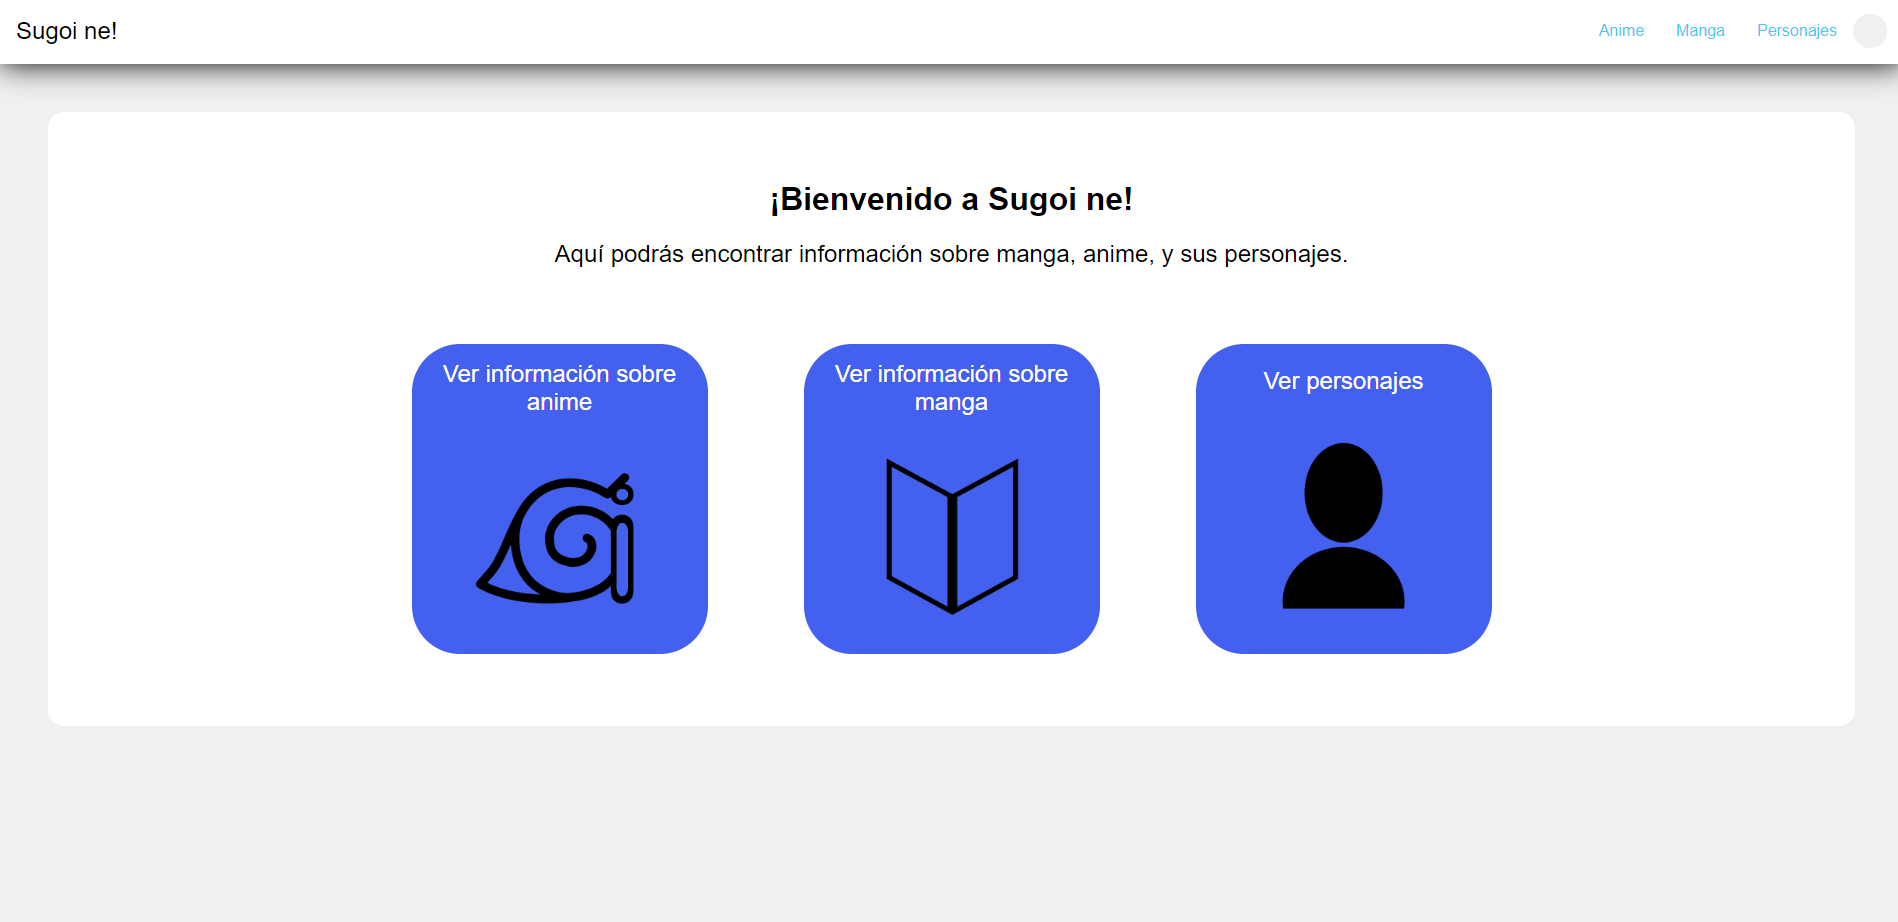 Sugoi ne!
Anime
Manga
Personajes
¡Bienvenido a Sugoi ne!
Aquí podrás encontrar información sobre manga, anime, y sus personajes.
Ver información sobre
anime
Ver información sobre
manga
Ver personajes